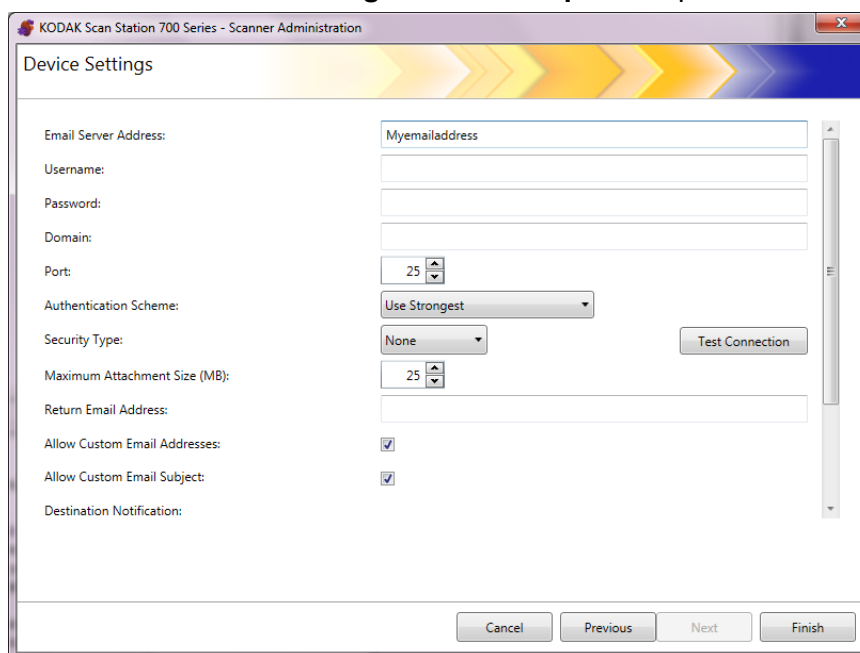 KODAK Scan Station 700 Series - Scanner Administration
Device Settings
Email Server Address: Myemailaddress
Username:
Password:
Domain:
Port: 25
Authentication Scheme: Use Strongest
Security Type: None Test Connection
Maximum Attachment Size (MB): 25
Return Email Address:
Allow Custom Email Addresses:
Allow Custom Email Subject:
Destination Notification:
Cancel Previous Next Finish